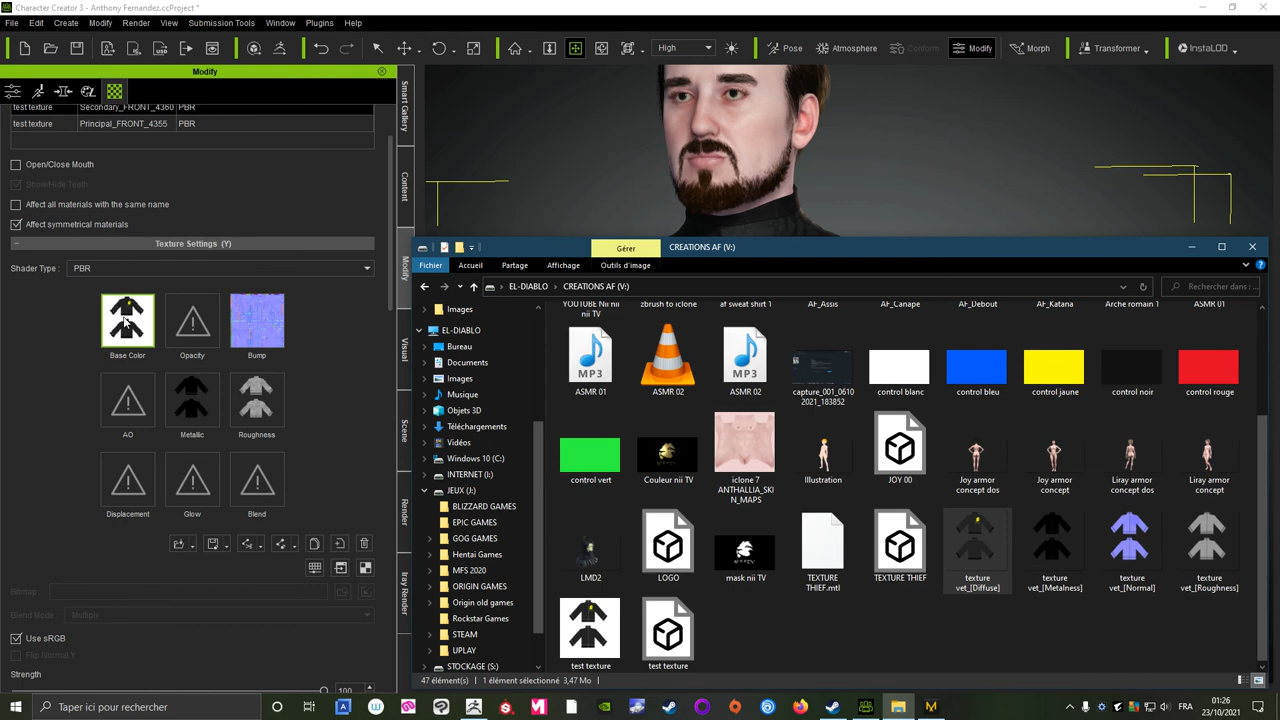 Character Creator 3 - Anthony Fernandez.ccProject *
File Edit Create Modify Render View Submission Tools Window Plugins Help
High Pose Atmosphere Conform Modify Morph Transformer InstaLOD
Modify
test texture Secondary_FRONT_4360 PBR
test texture Principal_FRONT_4355 PBR
Open/Close Mouth
Show/Hide Teeth
Affect all materials with the same name
Affect symmetrical materials
Texture Settings (Y)
Shader Type : PBR
Base Color Opacity Bump
AO Metallic Roughness
Displacement Glow Blend
Bitmap :
Blend Mode : Multiply
Use sRGB
Flip Normal Y
Strength
100
Smart Gallery
Content
Modify
Visual
Scene
Render
Iray Render
Gérer CREATIONS AF (V:)
Fichier Accueil Partage Affichage Outils d'image
EL-DIABLO CREATIONS AF (V:) Rechercher dans : ...
Images
EL-DIABLO
Bureau
Documents
Images
Musique
Objets 3D
Téléchargements
Vidéos
Windows 10 (C:)
INTERNET (I:)
JEUX (J:)
BLIZZARD GAMES
EPIC GAMES
GOG GAMES
Hentai Games
MFS 2020
ORIGIN GAMES
Origin old games
Rockstar Games
STEAM
UPLAY
STOCKAGE (S:)
YOUTUBE Nii nii TV zbrush to iclone 7 af sweat shirt 1 AF_Assis AF_Canape AF_Debout AF_Katana Arche romain 1 ASMR 01
MP3 MP3
ASMR 01 ASMR 02 ASMR 02 capture_001_06102021_183852 control blanc control bleu control jaune control noir control rouge
control vert Couleur nii TV iclone 7 ANTHALLIA_SKIN_MAPS Illustration JOY 00 Joy armor concept dos Joy armor concept Liray armor concept dos Liray armor concept
LMD2 LOGO mask nii TV TEXTURE THIEF.mtl TEXTURE THIEF texture vet_[Diffuse] texture vet_[Metalness] texture vet_[Normal] texture vet_[Roughness]
test texture test texture
47 élément(s) 1 élément sélectionné 3,47 Mo
Taper ici pour rechercher
FRA
01:26
23/10/2021